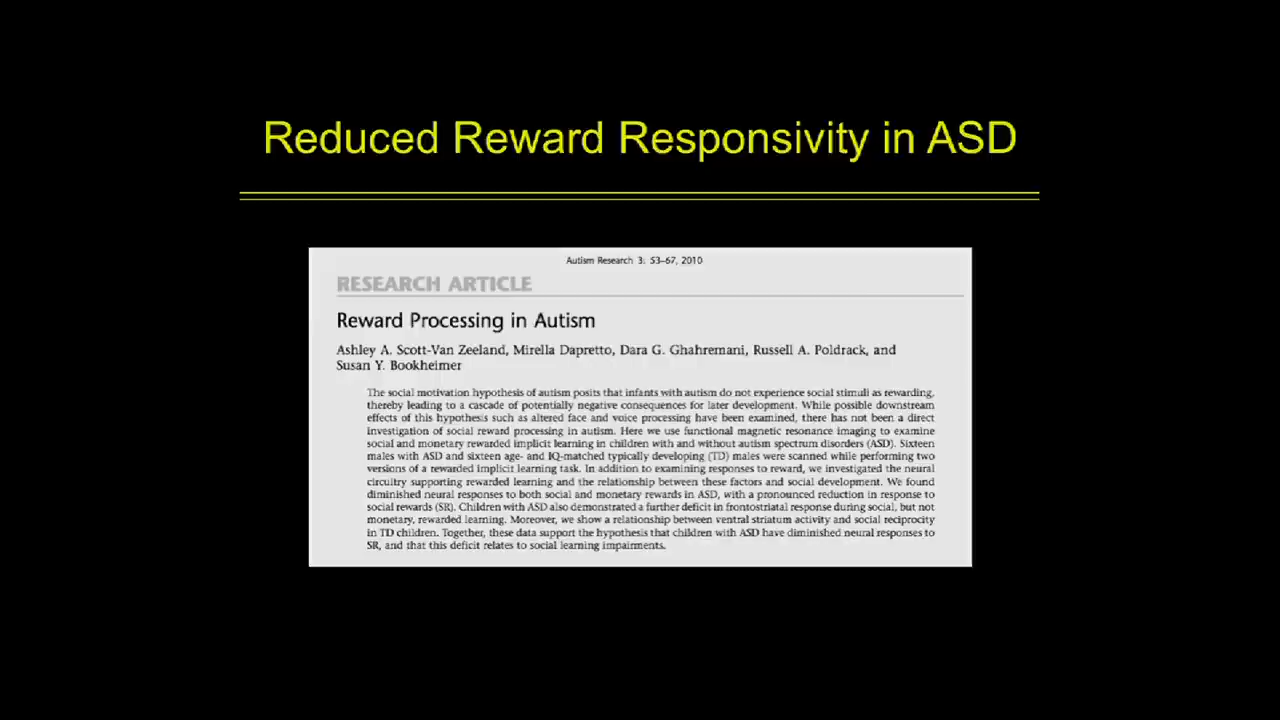 Reduced Reward Responsivity in ASD
Autism Research 3: 53–67, 2010
RESEARCH ARTICLE
Reward Processing in Autism
Ashley A. Scott-Van Zeeland, Mirella Dapretto, Dara G. Ghahremani, Russell A. Poldrack, and
Susan Y. Bookheimer
The social motivation hypothesis of autism posits that infants with autism do not experience social stimuli as rewarding,
thereby leading to a cascade of potentially negative consequences for later development. While possible downstream
effects of this hypothesis such as altered face and voice processing have been examined, there has not been a direct
investigation of social reward processing in autism. Here we use functional magnetic resonance imaging to examine
social and monetary rewarded implicit learning in children with and without autism spectrum disorders (ASD). Sixteen
males with ASD and sixteen age- and IQ-matched typically developing (TD) males were scanned while performing two
versions of a rewarded implicit learning task. In addition to examining responses to reward, we investigated the neural
circuitry supporting rewarded learning and the relationship between these factors and social development. We found
diminished neural responses to both social and monetary rewards in ASD, with a pronounced reduction in response to
social rewards (SR). Children with ASD also demonstrated a further deficit in frontostriatal response during social, but not
monetary, rewarded learning. Moreover, we show a relationship between ventral striatum activity and social reciprocity
in TD children. Together, these data support the hypothesis that children with ASD have diminished neural responses to
SR, and that this deficit relates to social learning impairments.